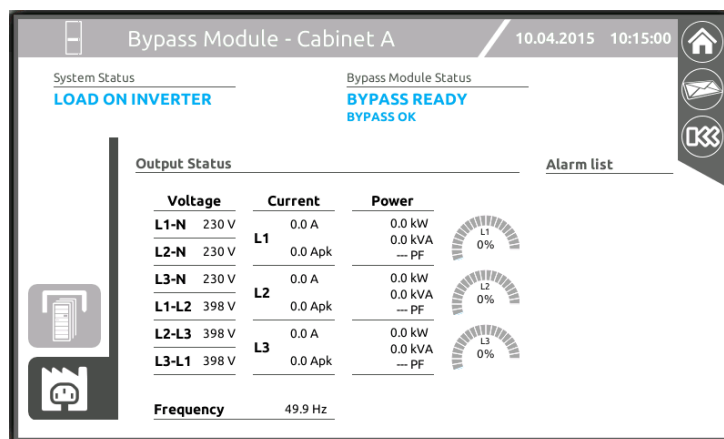 Bypass Module - Cabinet A
10.04.2015 10:15:00
System Status
LOAD ON INVERTER
Bypass Module Status
BYPASS READY
BYPASS OK
Output Status
Alarm list
Voltage Current Power
L1-N 230 V
L2-N 230 V
L3-N 230 V
L1-L2 398 V
L2-L3 398 V
L3-L1 398 V
L1
0.0 A
0.0 Apk
0.0 kW
0.0 kVA
--- PF
L1
0%
L2
0.0 A
0.0 Apk
0.0 kW
0.0 kVA
--- PF
L2
0%
L3
0.0 A
0.0 Apk
0.0 kW
0.0 kVA
--- PF
L3
0%
Frequency 49.9 Hz